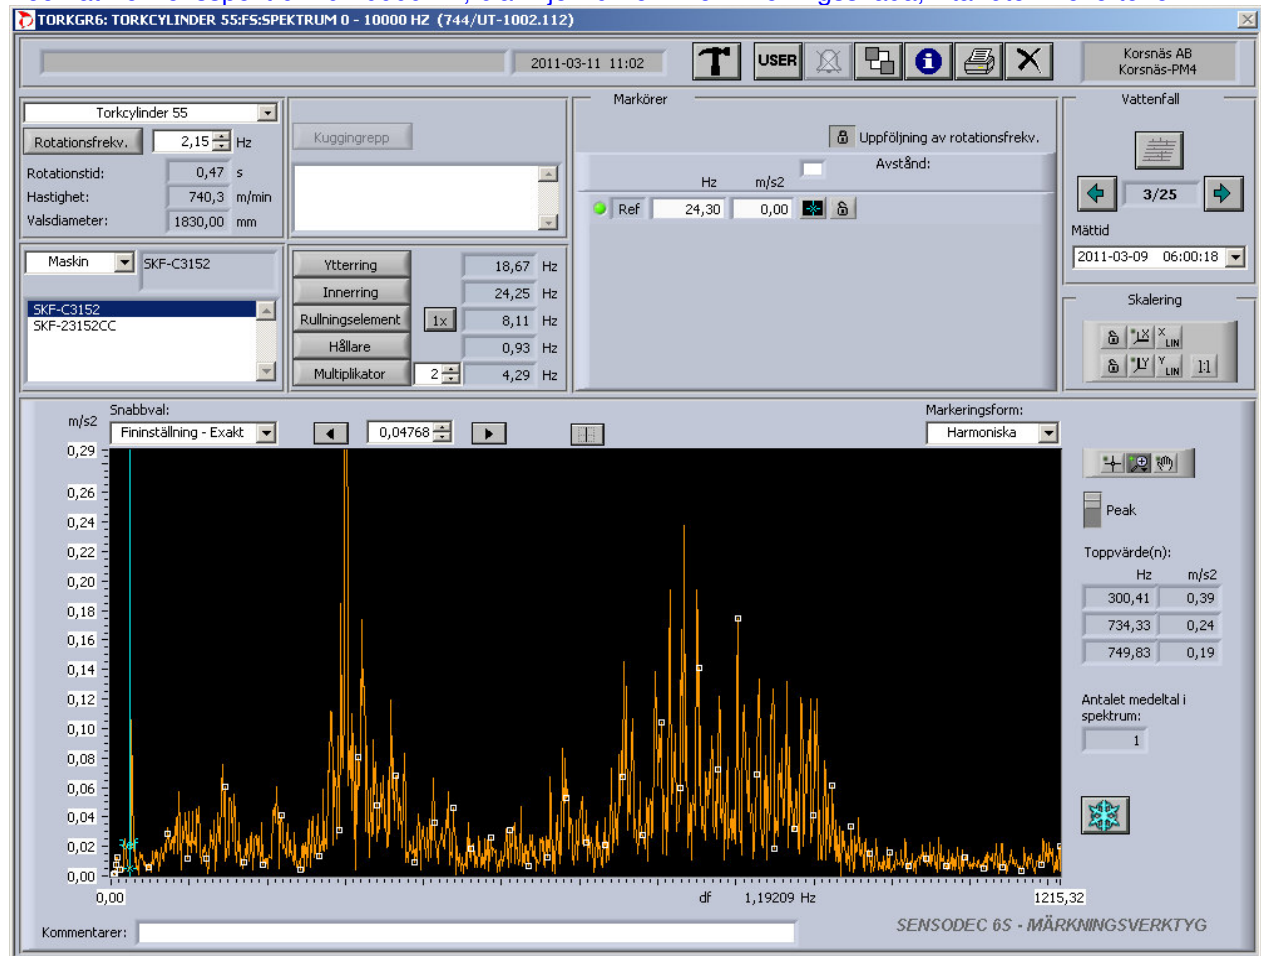 TORKGR6: TORKCYLINDER 55:FS:SPEKTRUM 0 - 10000 HZ (744/UT-1002.112)
2011-03-11 11:02
USER
Korsnäs AB
Korsnäs-PM4
Torkcylinder 55
Rotationsfrekv. 2,15 Hz
Rotationstid: 0,47 s
Hastighet: 740,3 m/min
Valsdiameter: 1830,00 mm
Kuggingrepp
Markörer
Uppföljning av rotationsfrekv.
Avstånd:
Hz m/s2
Ref 24,30 0,00
Vattenfall
3/25
Mättid
2011-03-09 06:00:18
Maskin SKF-C3152
SKF-C3152
SKF-23152CC
Ytterring 18,67 Hz
Innerring 24,25 Hz
Rullningselement 1x 8,11 Hz
Hållare 0,93 Hz
Multiplikator 2 4,29 Hz
Skalering
X X LIN
Y Y LIN 1:1
m/s2
Snabbval:
Fininställning - Exakt
0,04768
Markeringsform:
Harmoniska
0,29
0,26
0,24
0,22
0,20
0,18
0,16
0,14
0,12
0,10
0,08
0,06
0,04
0,02
0,00
Peak
Toppvärde(n):
Hz m/s2
300,41 0,39
734,33 0,24
749,83 0,19
Antalet medeltal i
spektrum:
1
0,00
df 1,19209 Hz
1215,32
Kommentarer:
SENSODEC 6S - MÄRKNINGSVERKTYG